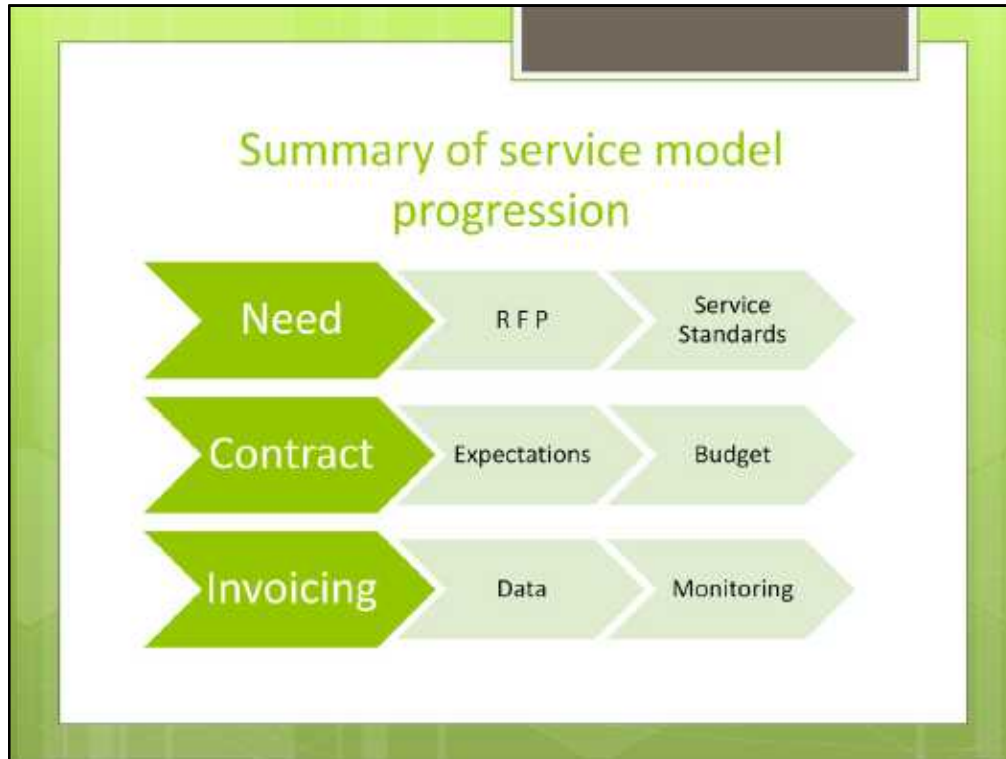 Summary of service model
progression
Need
R F P
Service
Standards
Contract
Expectations
Budget
Invoicing
Data
Monitoring